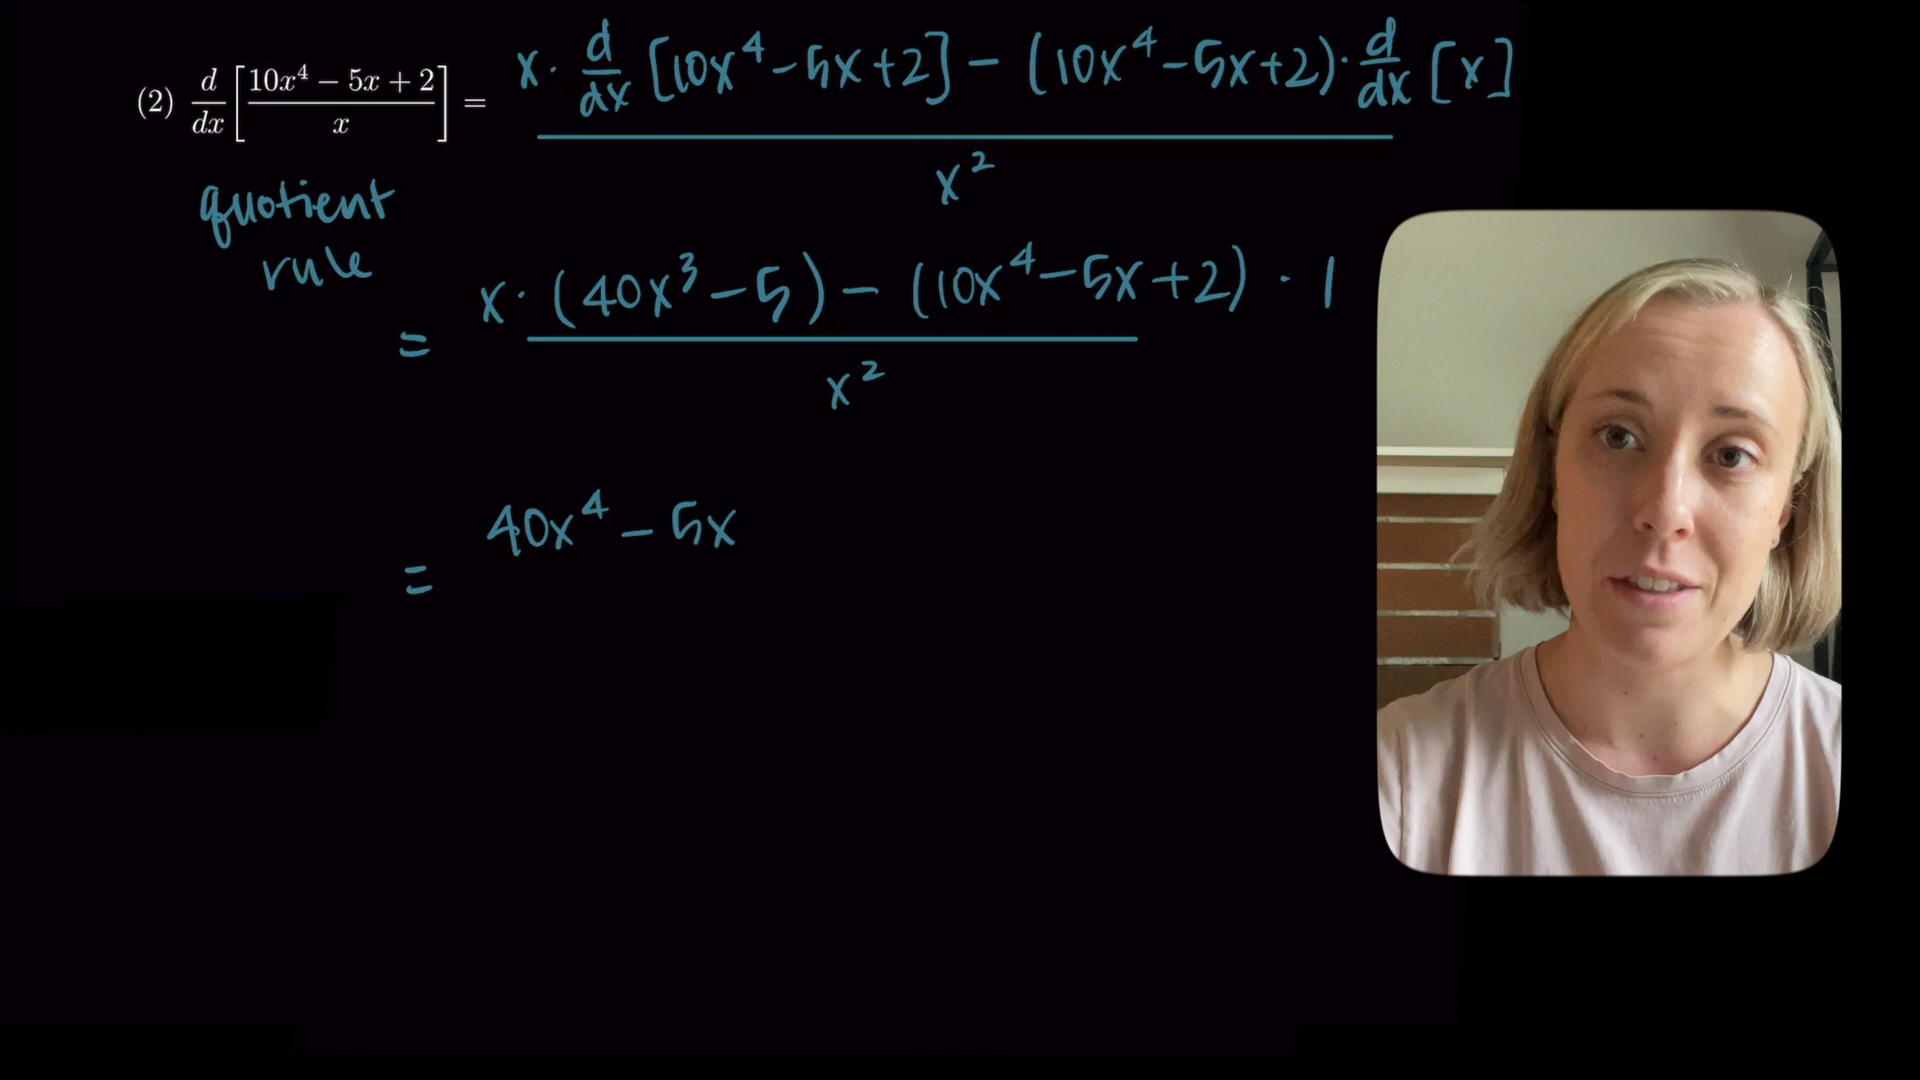 (2) d/dx [ (10x⁴ − 5x + 2) / x ] = ( x · d/dx [10x⁴ − 5x + 2] − (10x⁴ − 5x + 2) · d/dx [x] ) / x²
quotient
rule
= ( x · (40x³ − 5) − (10x⁴ − 5x + 2) · 1 ) / x²
= 40x⁴ − 5x